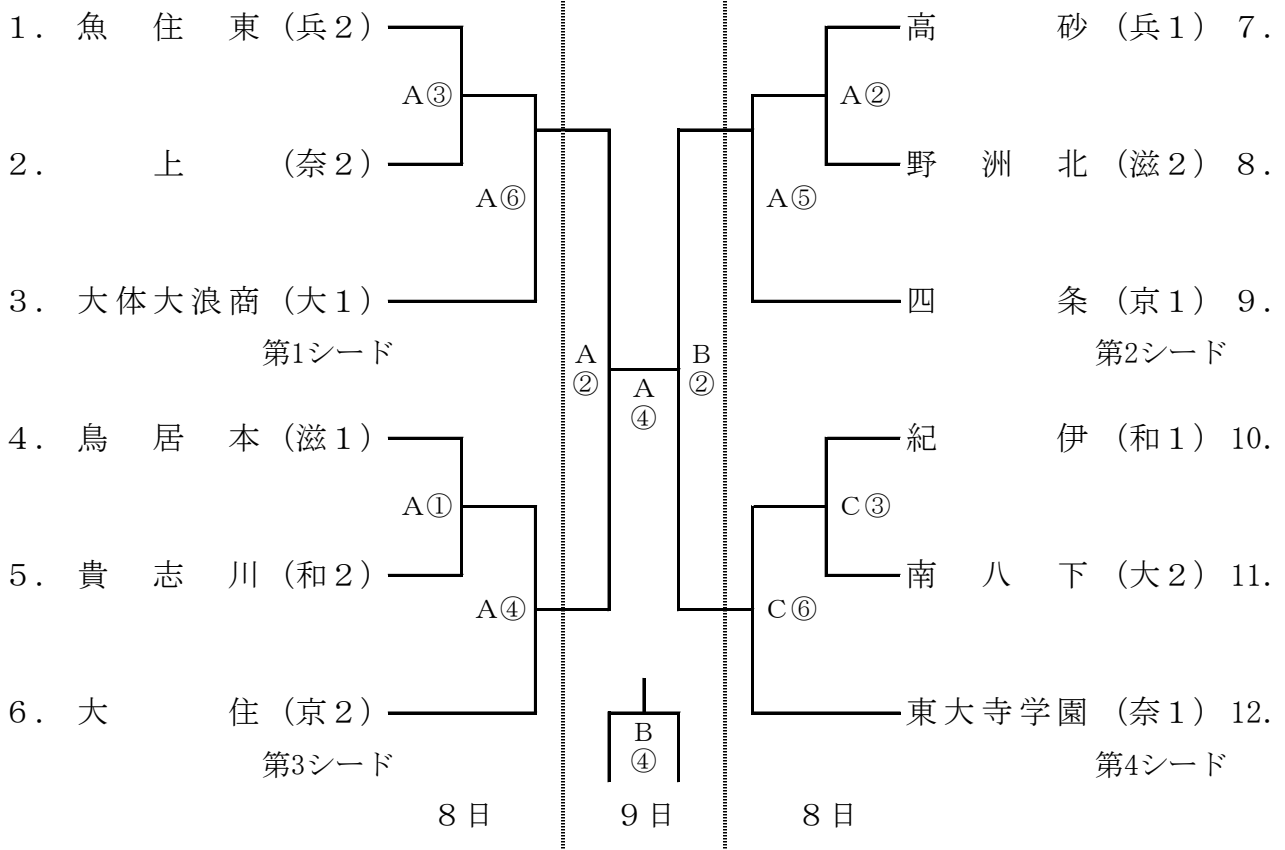 1. 魚住東 (兵2) 高砂 (兵1) 7.
A③ A②
2. 上 (奈2) 野洲北 (滋2) 8.
A⑥ A⑤
3. 大体大浪商 (大1) 四条 (京1) 9.
第1シード 第2シード
A② A④ B②
4. 鳥居本 (滋1) 紀伊 (和1) 10.
A① C③
5. 貴志川 (和2) 南八下 (大2) 11.
A④ C⑥
6. 大住 (京2) 東大寺学園 (奈1) 12.
B④
第3シード 第4シード
8日 9日 8日